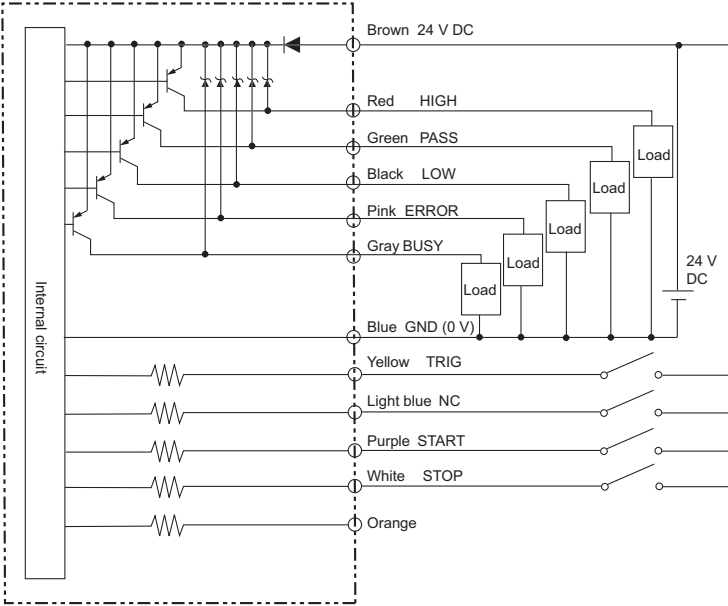 Brown 24 V DC
Red HIGH
Green PASS
Load
Load
Black LOW
Load
Pink ERROR
Load
Gray BUSY
Load
24 V
DC
Internal circuit
Blue GND (0 V)
Yellow TRIG
Light blue NC
Purple START
White STOP
Orange